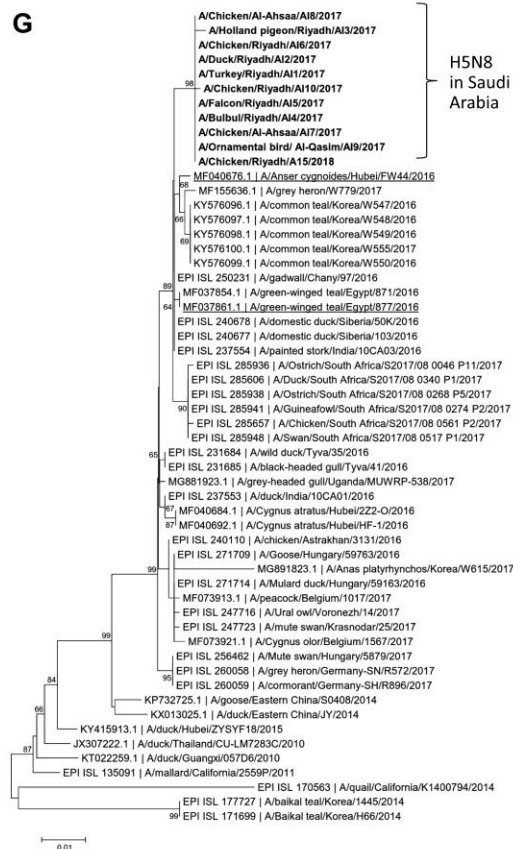 G
A/Chicken/Al-Ahsaa/AI8/2017
A/Holland pigeon/Riyadh/AI3/2017
A/Chicken/Riyadh/AI6/2017
A/Duck/Riyadh/AI2/2017
A/Turkey/Riyadh/AI1/2017
98
A/Chicken/Riyadh/AI10/2017
A/Falcon/Riyadh/AI5/2017
A/Bulbul/Riyadh/AI4/2017
A/Chicken/Al-Ahsaa/AI7/2017
A/Ornamental bird/ Al-Qasim/AI9/2017
A/Chicken/Riyadh/A15/2018
H5N8
in Saudi
Arabia
MF040676.1 | A/Anser cygnoides/Hubei/FW44/2016
68
MF155636.1 | A/grey heron/W779/2017
KY576096.1 | A/common teal/Korea/W547/2016
66
KY576097.1 | A/common teal/Korea/W548/2016
KY576098.1 | A/common teal/Korea/W549/2016
69
KY576100.1 | A/common teal/Korea/W555/2017
KY576099.1 | A/common teal/Korea/W550/2016
EPI ISL 250231 | A/gadwall/Chany/97/2016
89
MF037854.1 | A/green-winged teal/Egypt/871/2016
64
MF037861.1 | A/green-winged teal/Egypt/877/2016
EPI ISL 240678 | A/domestic duck/Siberia/50K/2016
EPI ISL 240677 | A/domestic duck/Siberia/103/2016
EPI ISL 237554 | A/painted stork/India/10CA03/2016
EPI ISL 285936 | A/Ostrich/South Africa/S2017/08 0046 P11/2017
EPI ISL 285606 | A/Duck/South Africa/S2017/08 0340 P1/2017
EPI ISL 285938 | A/Ostrich/South Africa/S2017/08 0268 P5/2017
90
EPI ISL 285941 | A/Guineafowl/South Africa/S2017/08 0274 P2/2017
EPI ISL 285657 | A/Chicken/South Africa/S2017/08 0561 P2/2017
EPI ISL 285948 | A/Swan/South Africa/S2017/08 0517 P1/2017
EPI ISL 231684 | A/wild duck/Tyva/35/2016
65
EPI ISL 231685 | A/black-headed gull/Tyva/41/2016
MG881923.1 | A/grey-headed gull/Uganda/MUWRP-538/2017
EPI ISL 237553 | A/duck/India/10CA01/2016
67
MF040684.1 | A/Cygnus atratus/Hubei/2Z2-O/2016
87
MF040692.1 | A/Cygnus atratus/Hubei/HF-1/2016
EPI ISL 240110 | A/chicken/Astrakhan/3131/2016
EPI ISL 271709 | A/Goose/Hungary/59763/2016
99
MG891823.1 | A/Anas platyrhynchos/Korea/W615/2017
EPI ISL 271714 | A/Mulard duck/Hungary/59163/2016
MF073913.1 | A/peacock/Belgium/1017/2017
EPI ISL 247716 | A/Ural owl/Voronezh/14/2017
EPI ISL 247723 | A/mute swan/Krasnodar/25/2017
MF073921.1 | A/Cygnus olor/Belgium/1567/2017
EPI ISL 256462 | A/Mute swan/Hungary/5879/2017
EPI ISL 260058 | A/grey heron/Germany-SN/R572/2017
95
EPI ISL 260059 | A/cormorant/Germany-SH/R896/2017
99
KP732725.1 | A/goose/Eastern China/S0408/2014
KX013025.1 | A/duck/Eastern China/JY/2014
84
KY415913.1 | A/duck/Hubei/ZYSYF18/2015
66
JX307222.1 | A/duck/Thailand/CU-LM7283C/2010
87
KT022259.1 | A/duck/Guangxi/057D6/2010
EPI ISL 135091 | A/mallard/California/2559P/2011
EPI ISL 170563 | A/quail/California/K1400794/2014
EPI ISL 177727 | A/baikal teal/Korea/1445/2014
99
EPI ISL 171699 | A/Baikal teal/Korea/H66/2014
0.01